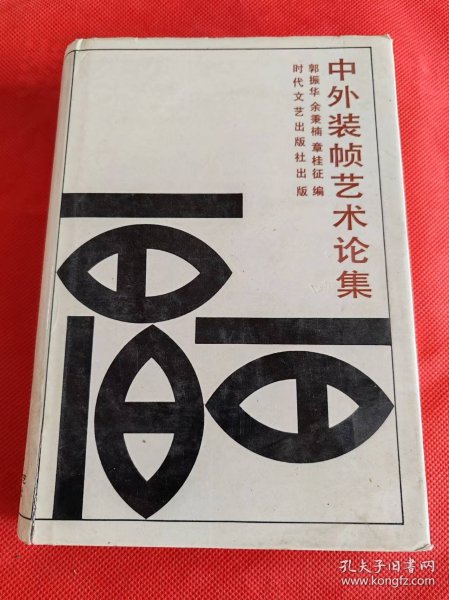 中外装帧艺术论集
郭振华 余秉楠 章桂征 编
时代文艺出版社出版
孔夫子旧书网
www.kongfz.com